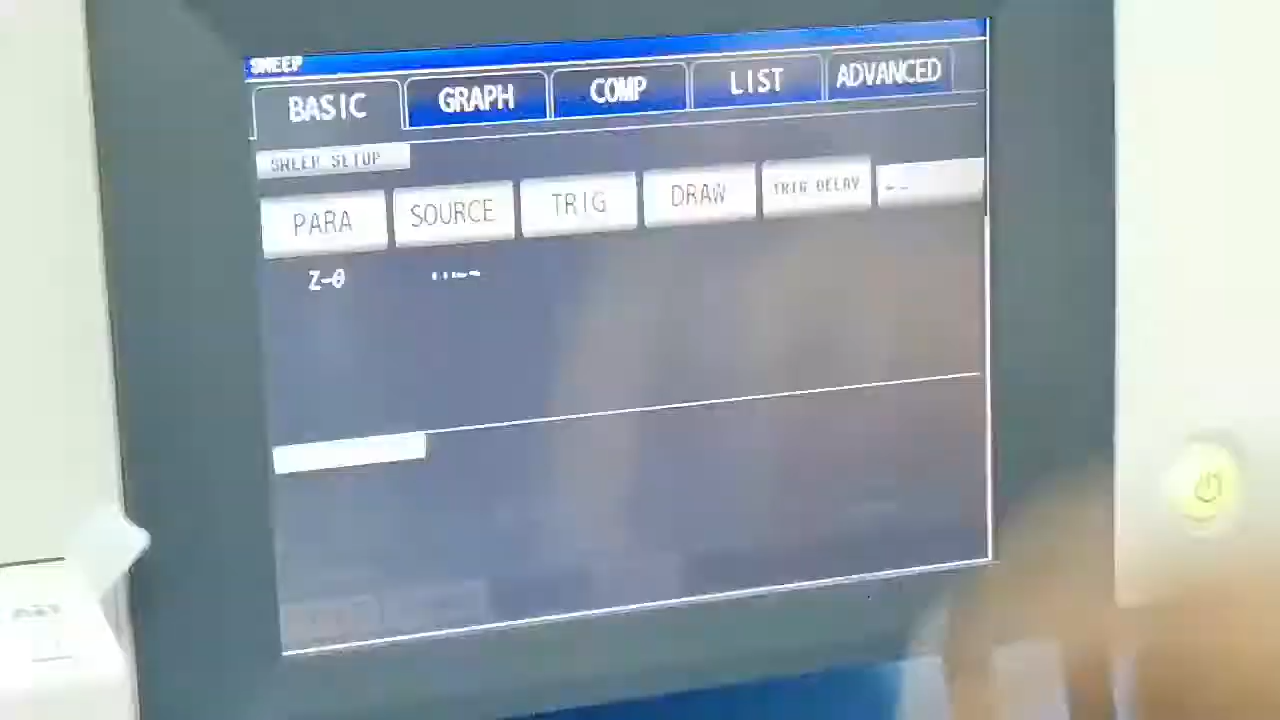 SWEEP
BASIC GRAPH COMP LIST ADVANCED
SWEEP SETUP
PARA SOURCE TRIG DRAW TRIG DELAY
Z-θ